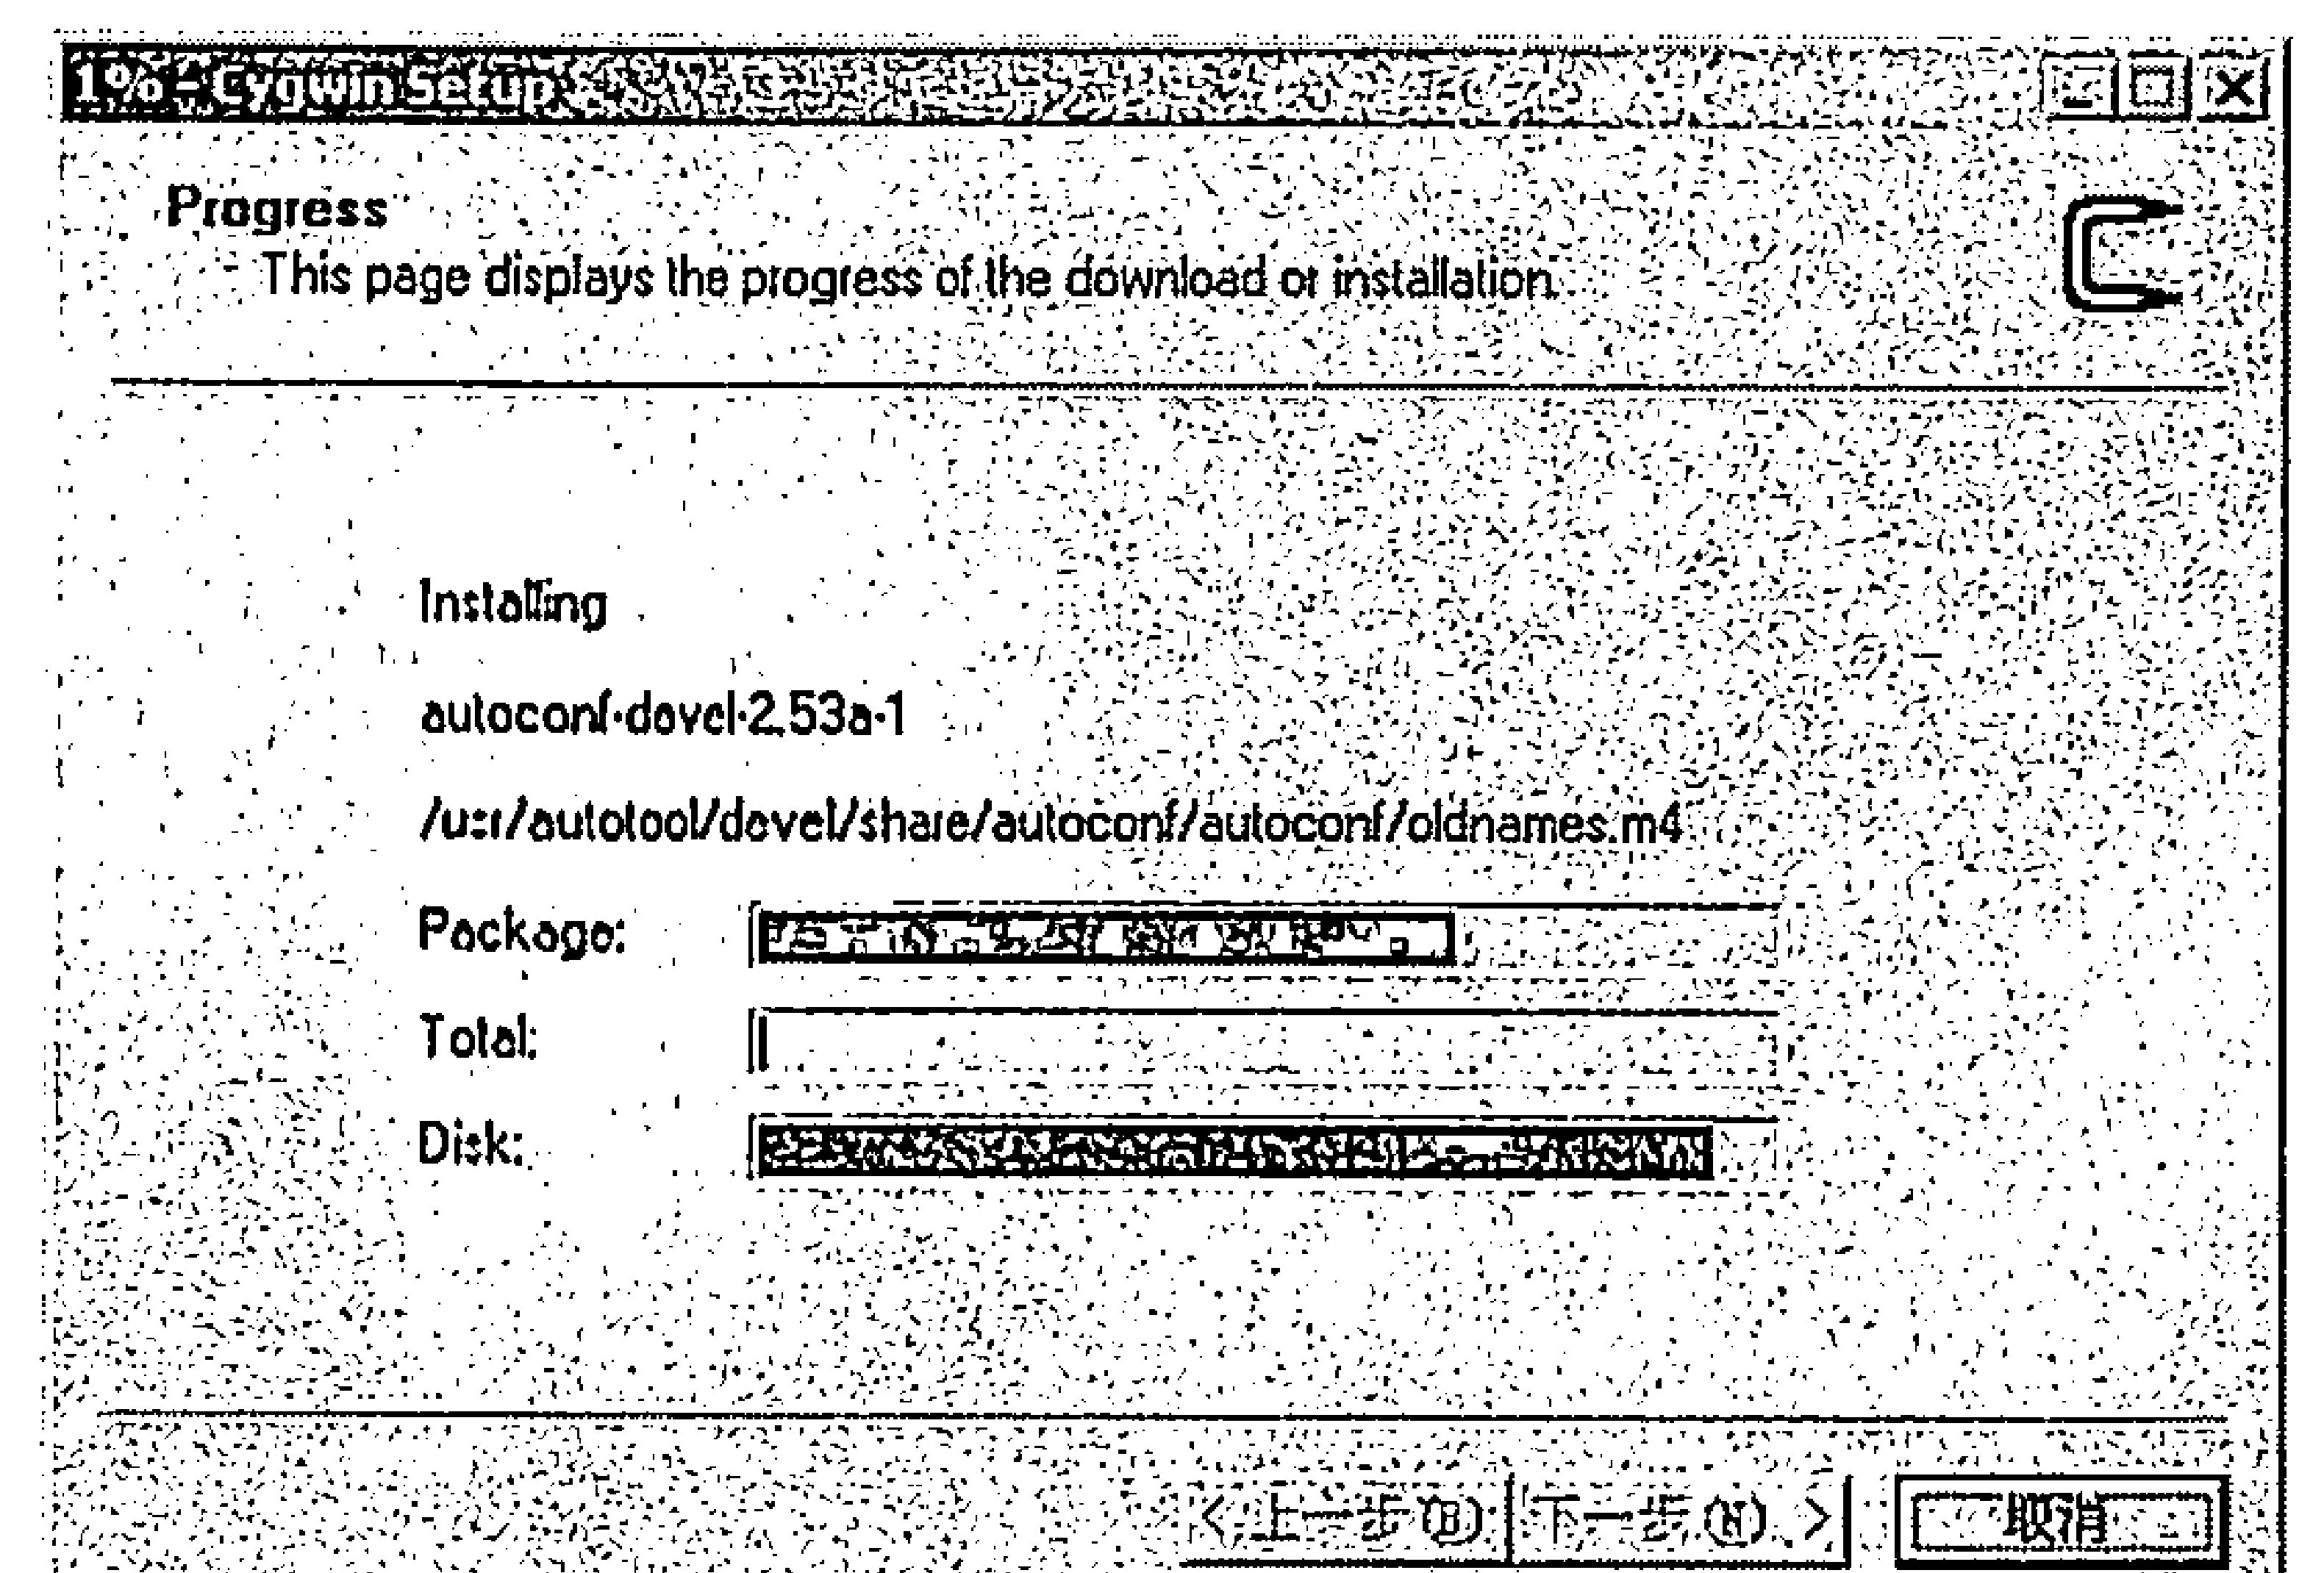 1% - Cygwin Setup
Progress
This page displays the progress of the download or installation.
Installing
autoconf-devel-2.53a-1
/usr/autotool/devel/share/autoconf/autoconf/oldnames.m4
Package:
Total:
Disk:
< 上一步(B) 下一步(N) > 取消